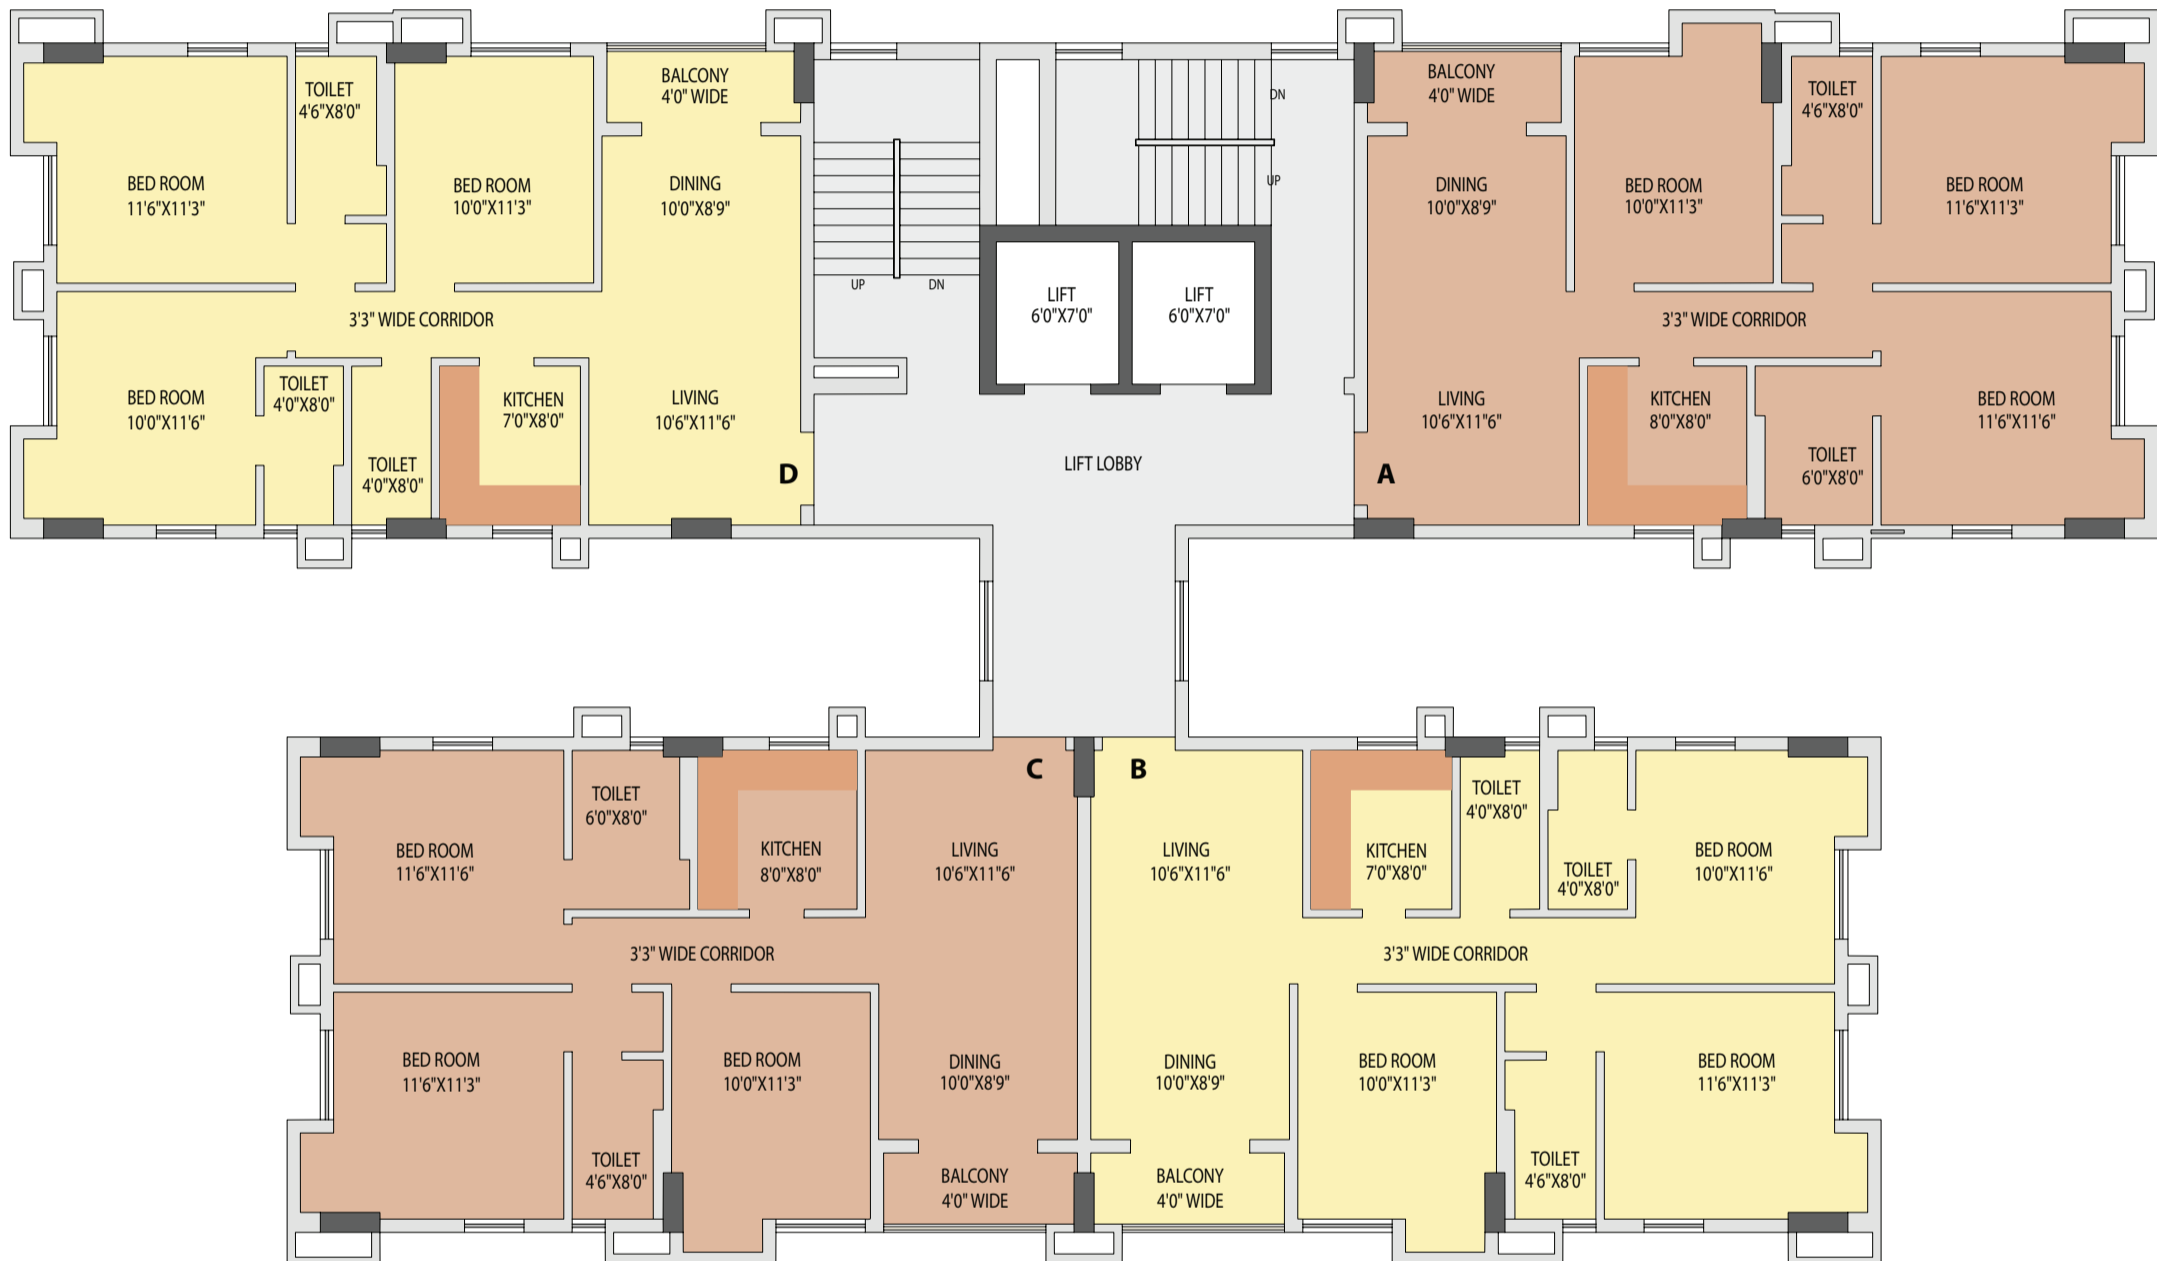 TOILET
4'6"X8'0"
BALCONY
4'0" WIDE
BED ROOM
11'6"X11'3"
BED ROOM
10'0"X11'3"
DINING
10'0"X8'9"
3'3" WIDE CORRIDOR
BED ROOM
10'0"X11'6"
TOILET
4'0"X8'0"
TOILET
4'0"X8'0"
KITCHEN
7'0"X8'0"
LIVING
10'6"X11"6"
D
UP
DN
DN
UP
LIFT
6'0"X7'0"
LIFT
6'0"X7'0"
LIFT LOBBY
BALCONY
4'0" WIDE
TOILET
4'6"X8'0"
DINING
10'0"X8'9"
BED ROOM
10'0"X11'3"
BED ROOM
11'6"X11'3"
3'3" WIDE CORRIDOR
LIVING
10'6"X11"6"
A
KITCHEN
8'0"X8'0"
TOILET
6'0"X8'0"
BED ROOM
11'6"X11'6"
C
TOILET
6'0"X8'0"
BED ROOM
11'6"X11'6"
KITCHEN
8'0"X8'0"
LIVING
10'6"X11"6"
3'3" WIDE CORRIDOR
BED ROOM
11'6"X11'3"
BED ROOM
10'0"X11'3"
DINING
10'0"X8'9"
TOILET
4'6"X8'0"
BALCONY
4'0" WIDE
B
LIVING
10'6"X11"6"
KITCHEN
7'0"X8'0"
TOILET
4'0"X8'0"
TOILET
4'0"X8'0"
BED ROOM
10'0"X11'6"
3'3" WIDE CORRIDOR
DINING
10'0"X8'9"
BED ROOM
10'0"X11'3"
BED ROOM
11'6"X11'3"
BALCONY
4'0" WIDE
TOILET
4'6"X8'0"